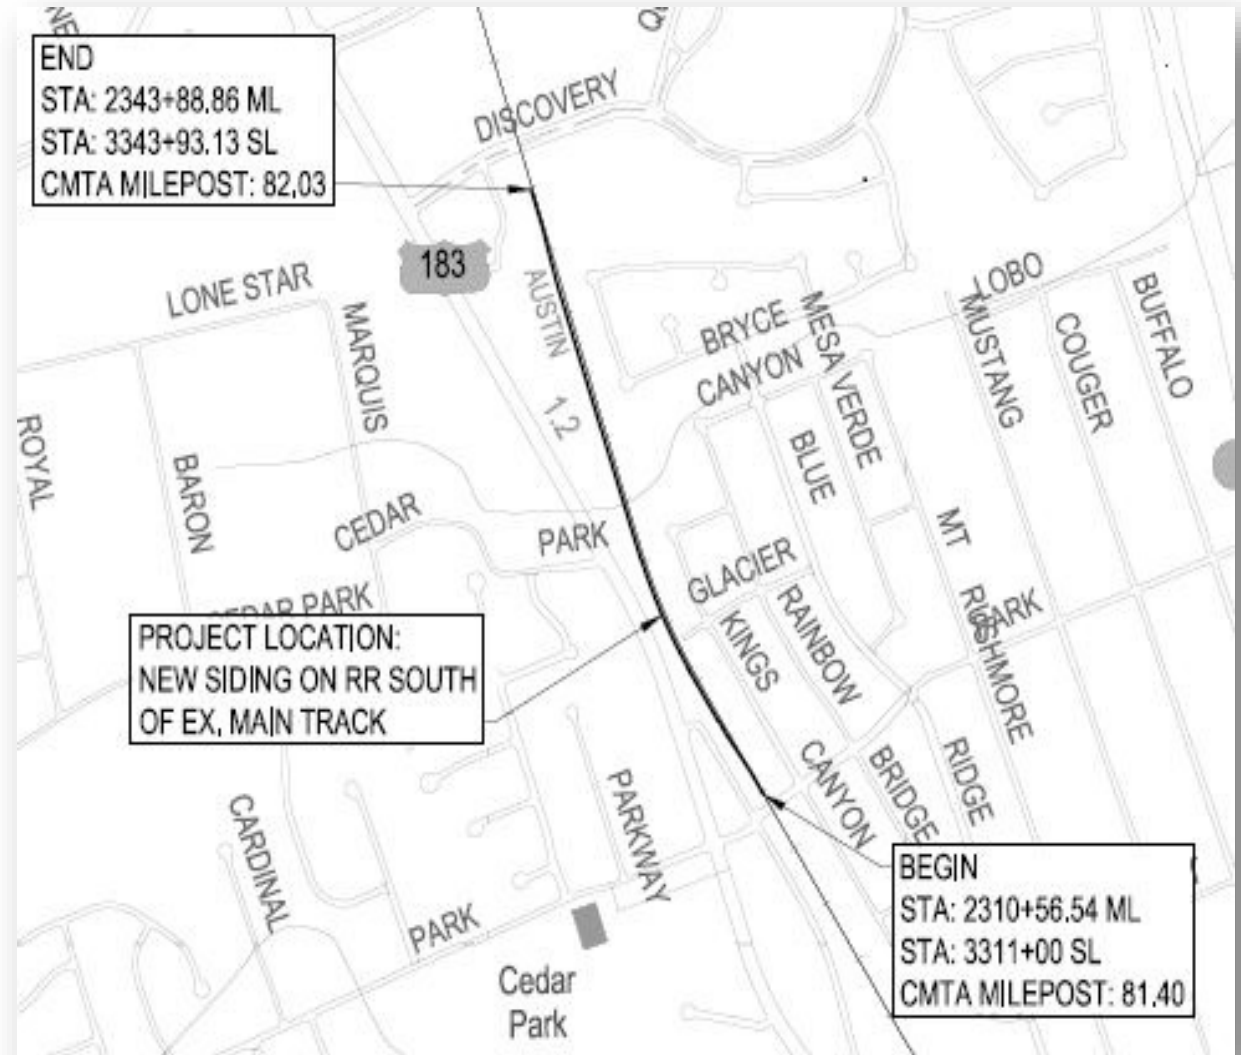 END
STA: 2343+88.86 ML
STA: 3343+93.13 SL
CMTA MILEPOST: 82.03
DISCOVERY
183
LONE STAR
MARQUIS
AUSTIN
1.2
LOBO
BRYCE
CANYON
MESA VERDE
MUSTANG
COUGER
BUFFALO
ROYAL
BARON
CEDAR
PARK
BLUE
MT
RUSHMORE
GLACIER
KINGS
RAINBOW
PARK
CEDAR PARK
PROJECT LOCATION:
NEW SIDING ON RR SOUTH
OF EX. MAIN TRACK
CANYON
BRIDGE
RIDGE
CARDINAL
PARKWAY
PARK
Cedar
Park
BEGIN
STA: 2310+56.54 ML
STA: 3311+00 SL
CMTA MILEPOST: 81.40